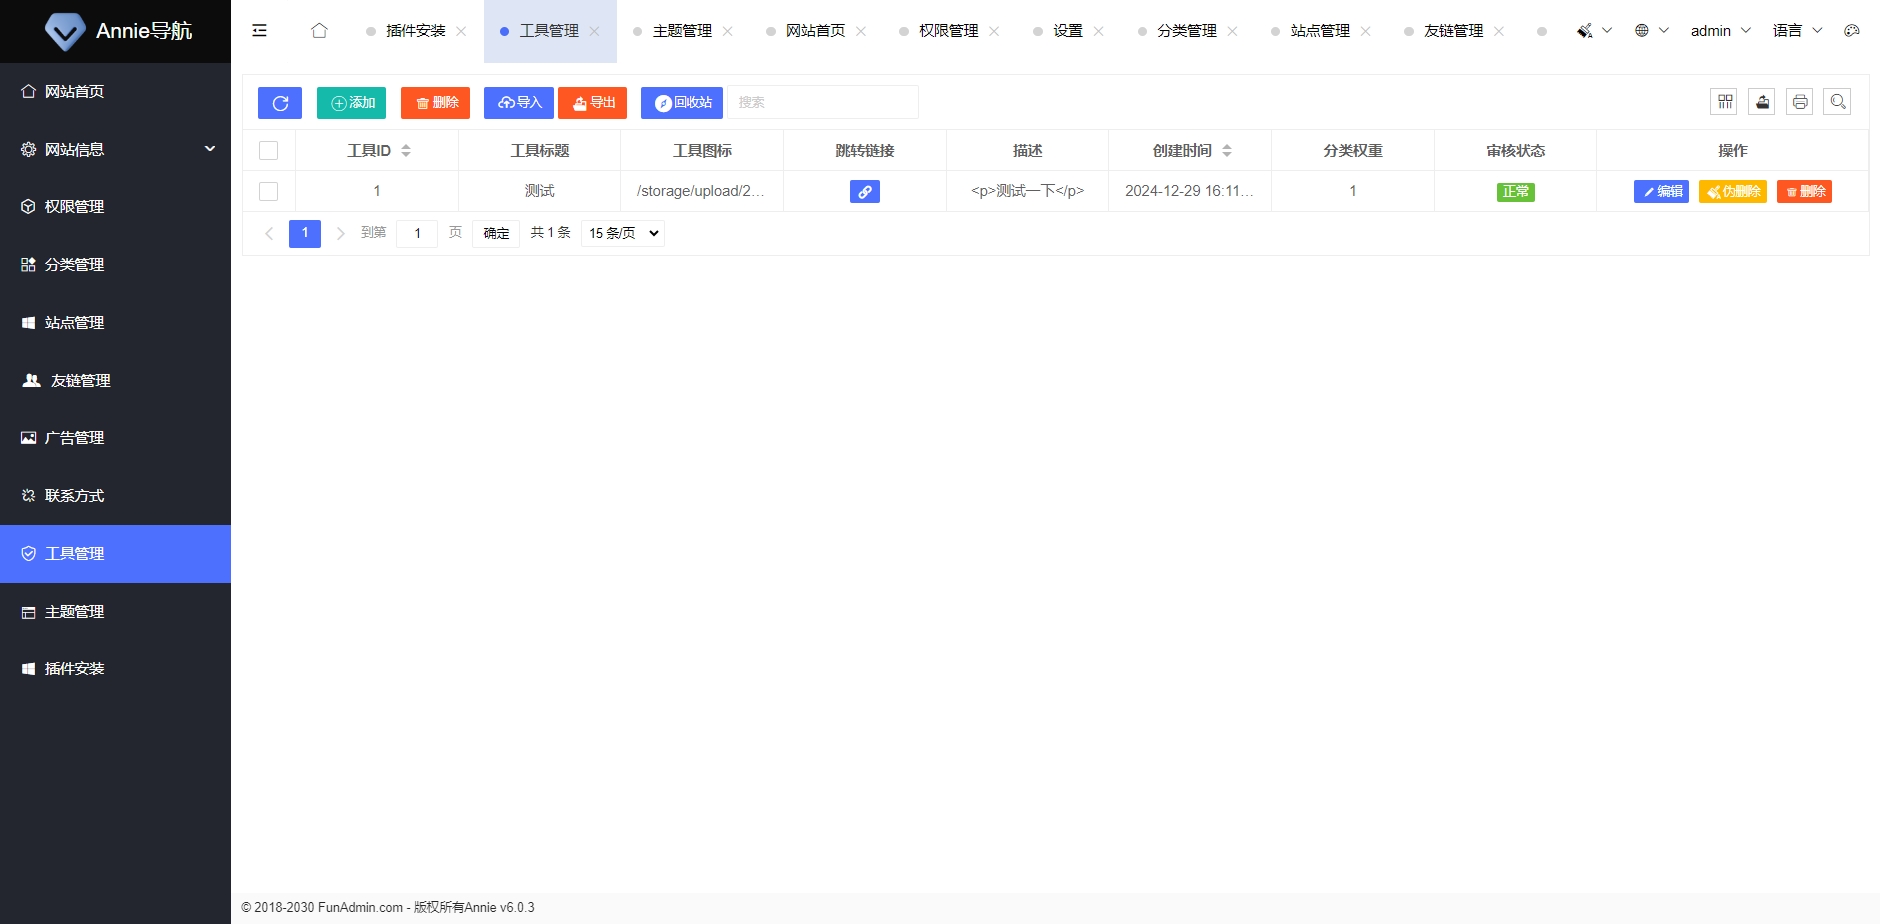 Annie导航
插件安装
工具管理
主题管理
网站首页
权限管理
设置
分类管理
站点管理
友链管理
admin
语言
网站首页
网站信息
权限管理
分类管理
站点管理
友链管理
广告管理
联系方式
工具管理
主题管理
插件安装
添加 删除 导入 导出 回收站 搜索
工具ID 工具标题 工具图标 跳转链接 描述 创建时间 分类权重 审核状态 操作
1 测试 /storage/upload/2... <p>测试一下</p> 2024-12-29 16:11... 1 正常 编辑 伪删除 删除
1 到第 1 页 确定 共 1 条 15 条/页
© 2018-2030 FunAdmin.com - 版权所有Annie v6.0.3